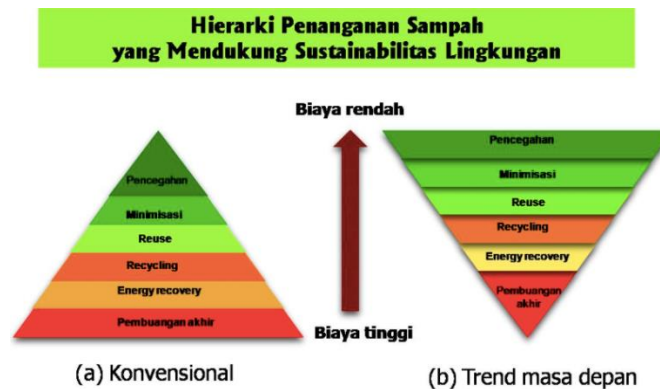 Hierarki Penanganan Sampah
yang Mendukung Sustainabilitas Lingkungan
Biaya rendah
Pencegahan
Minimisasi
Reuse
Recycling
Energy recovery
Pembuangan akhir
Biaya tinggi
Pencegahan
Minimisasi
Reuse
Recycling
Energy recovery
Pembuangan
akhir
(a) Konvensional
(b) Trend masa depan